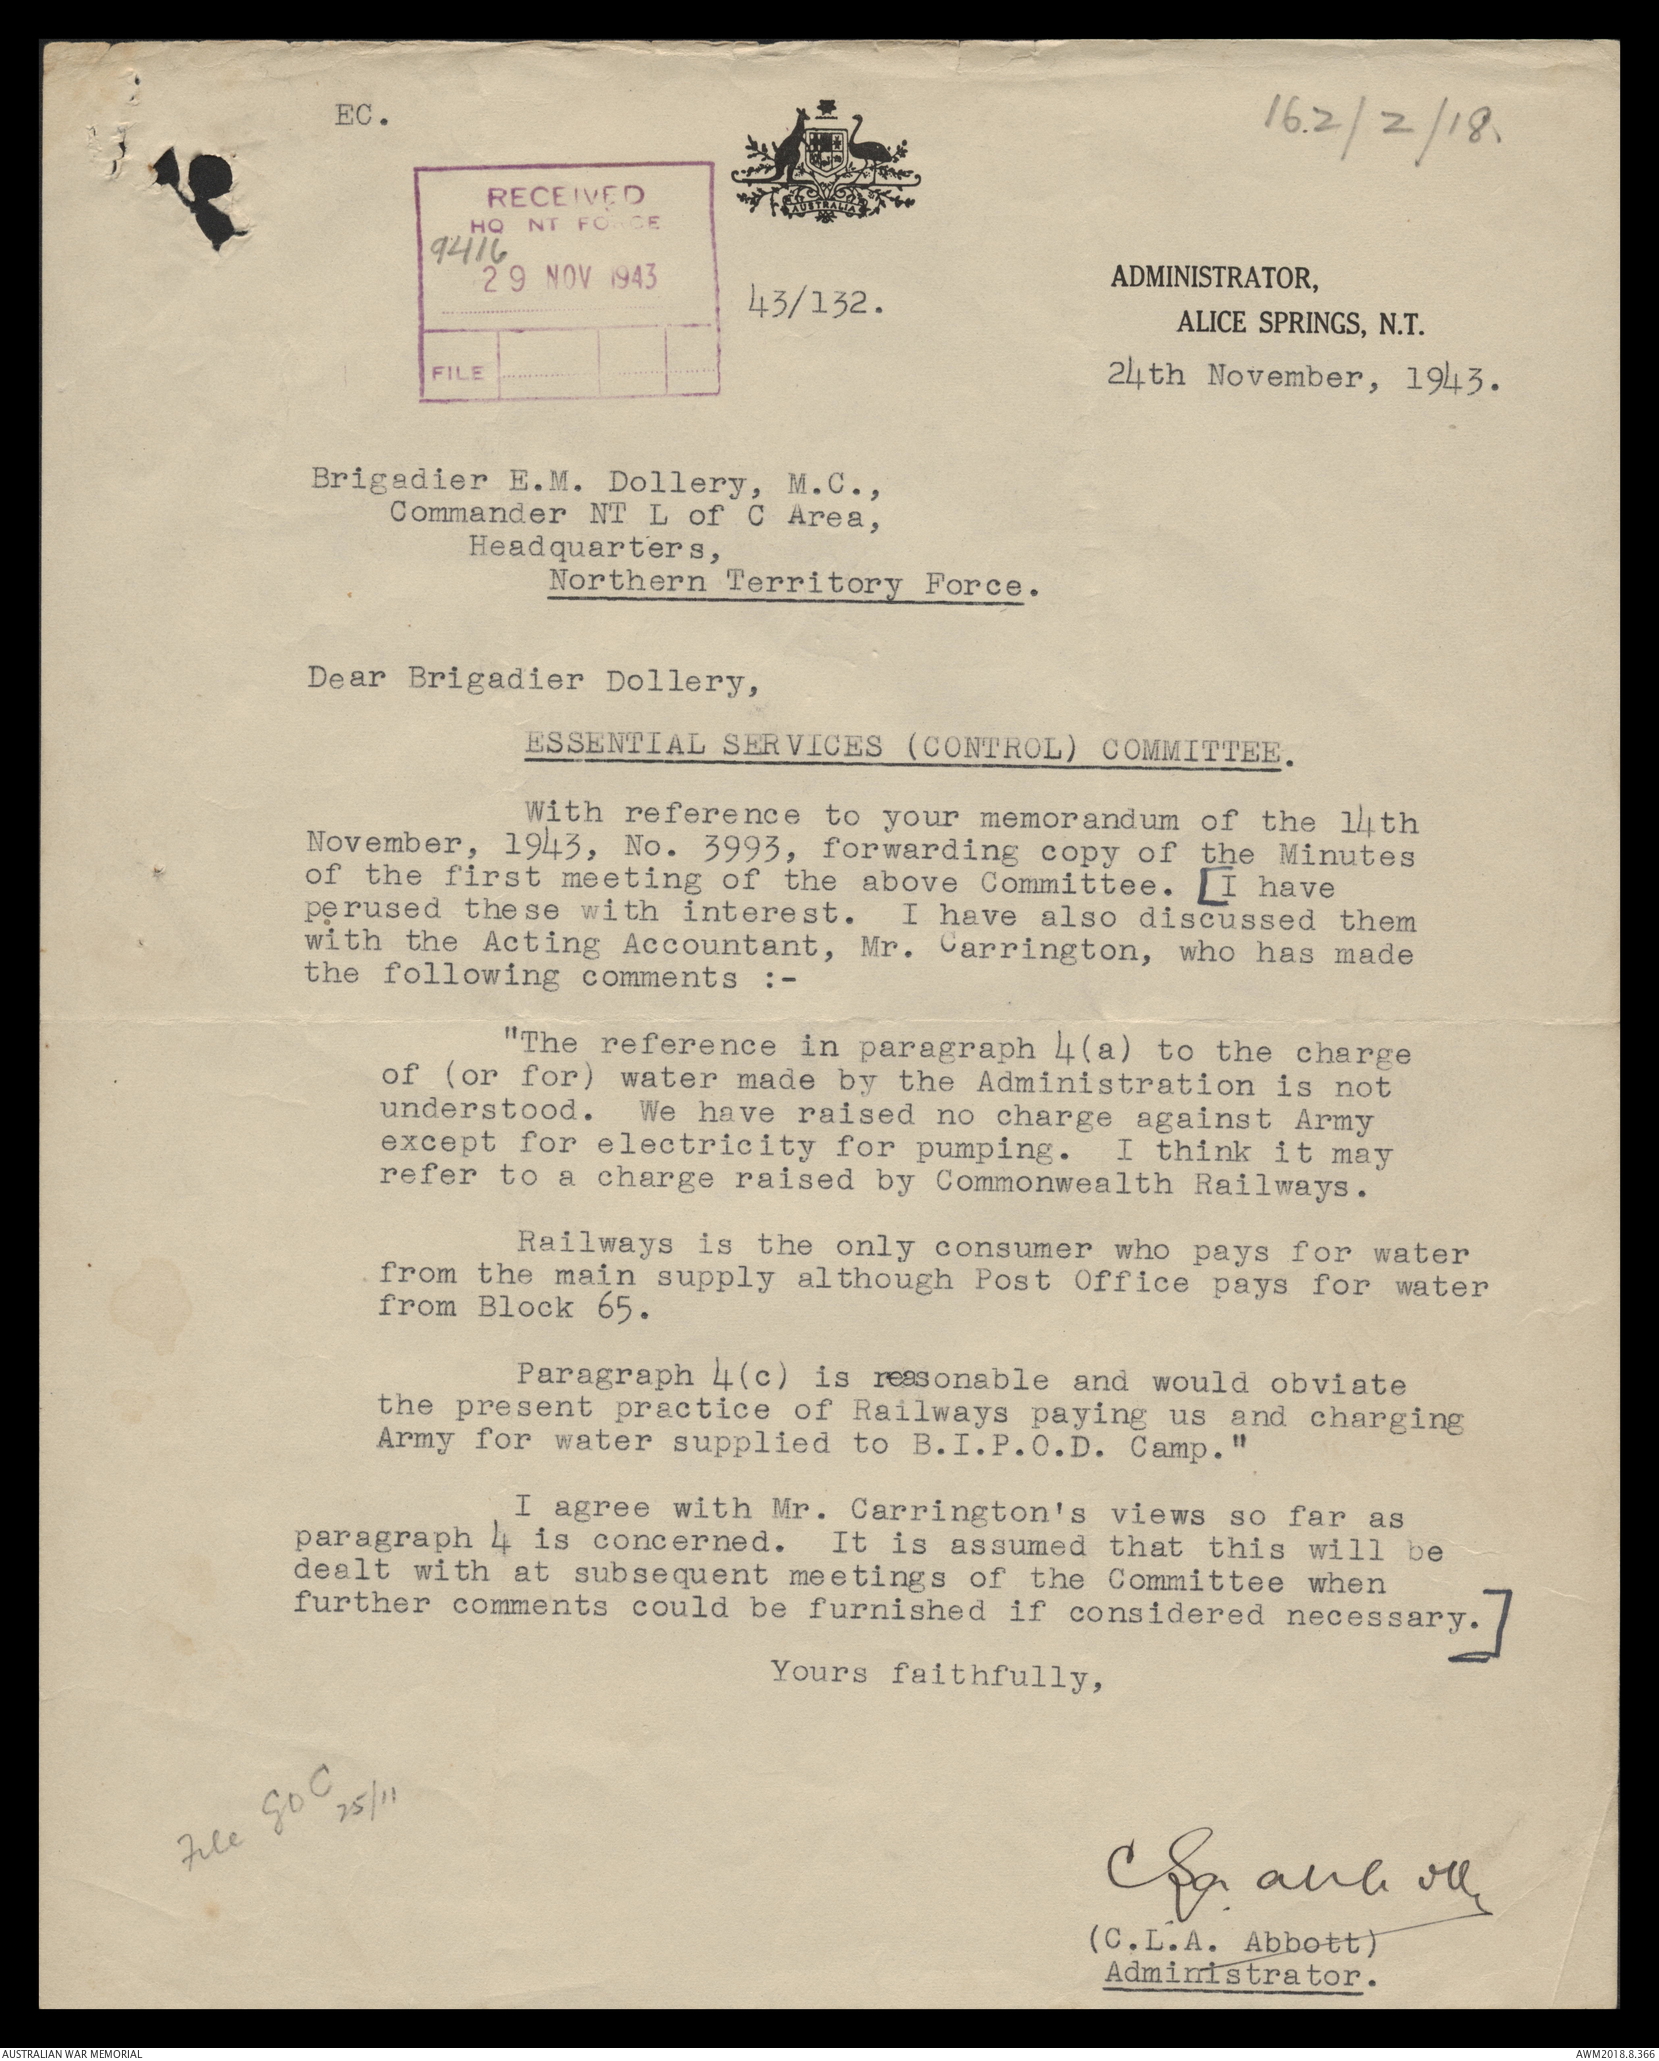 EC.
162/2/18.
AUSTRALIA
RECEIVED
HQ NT FORCE
9416
29 NOV 1943
FILE
43/132.
ADMINISTRATOR,
ALICE SPRINGS, N.T.
24th November, 1943.
Brigadier E.M. Dollery, M.C.,
Commander NT L of C Area,
Headquarters,
Northern Territory Force.
Dear Brigadier Dollery,
ESSENTIAL SERVICES (CONTROL) COMMITTEE.
With reference to your memorandum of the 14th
November, 1943, No. 3993, forwarding copy of the Minutes
of the first meeting of the above Committee. [I have
perused these with interest. I have also discussed them
with the Acting Accountant, Mr. Carrington, who has made
the following comments :-
"The reference in paragraph 4(a) to the charge
of (or for) water made by the Administration is not
understood. We have raised no charge against Army
except for electricity for pumping. I think it may
refer to a charge raised by Commonwealth Railways.
Railways is the only consumer who pays for water
from the main supply although Post Office pays for water
from Block 65.
Paragraph 4(c) is reasonable and would obviate
the present practice of Railways paying us and charging
Army for water supplied to B.I.P.O.D. Camp."
I agree with Mr. Carrington's views so far as
paragraph 4 is concerned. It is assumed that this will be
dealt with at subsequent meetings of the Committee when
further comments could be furnished if considered necessary.]
Yours faithfully,
File GOC 25/11
(C.L.A. Abbott)
Administrator.
AUSTRALIAN WAR MEMORIAL
AWM2018.8.366